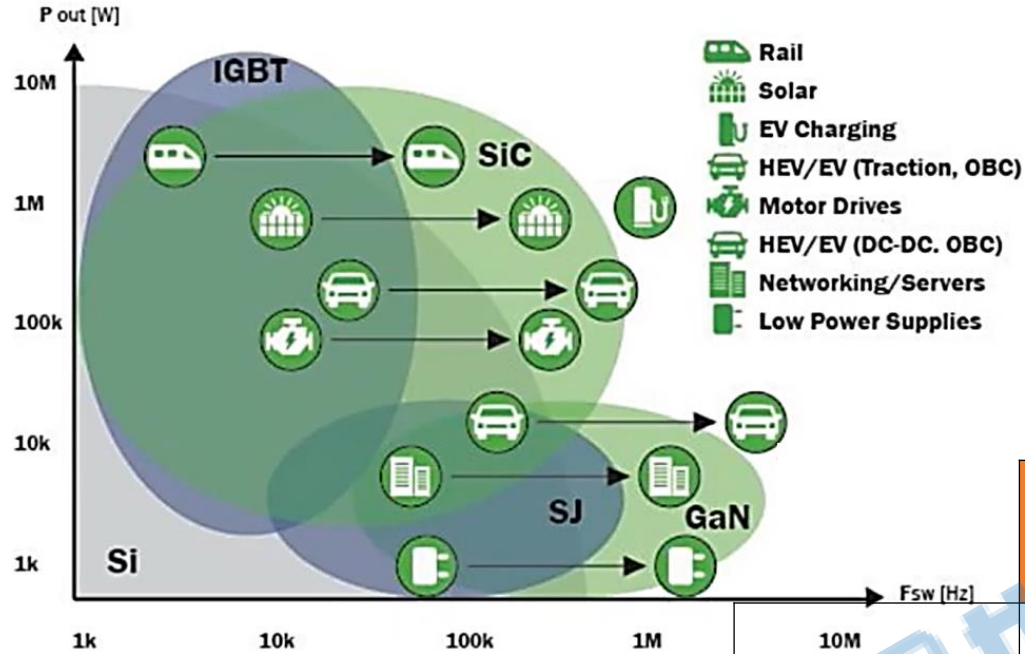 P out [W]
10M
1M
100k
10k
1k
IGBT
SiC
SJ
GaN
Si
Fsw [Hz]
1k
10k
100k
1M
10M
Rail
Solar
EV Charging
HEV/EV (Traction, OBC)
Motor Drives
HEV/EV (DC-DC. OBC)
Networking/Servers
Low Power Supplies